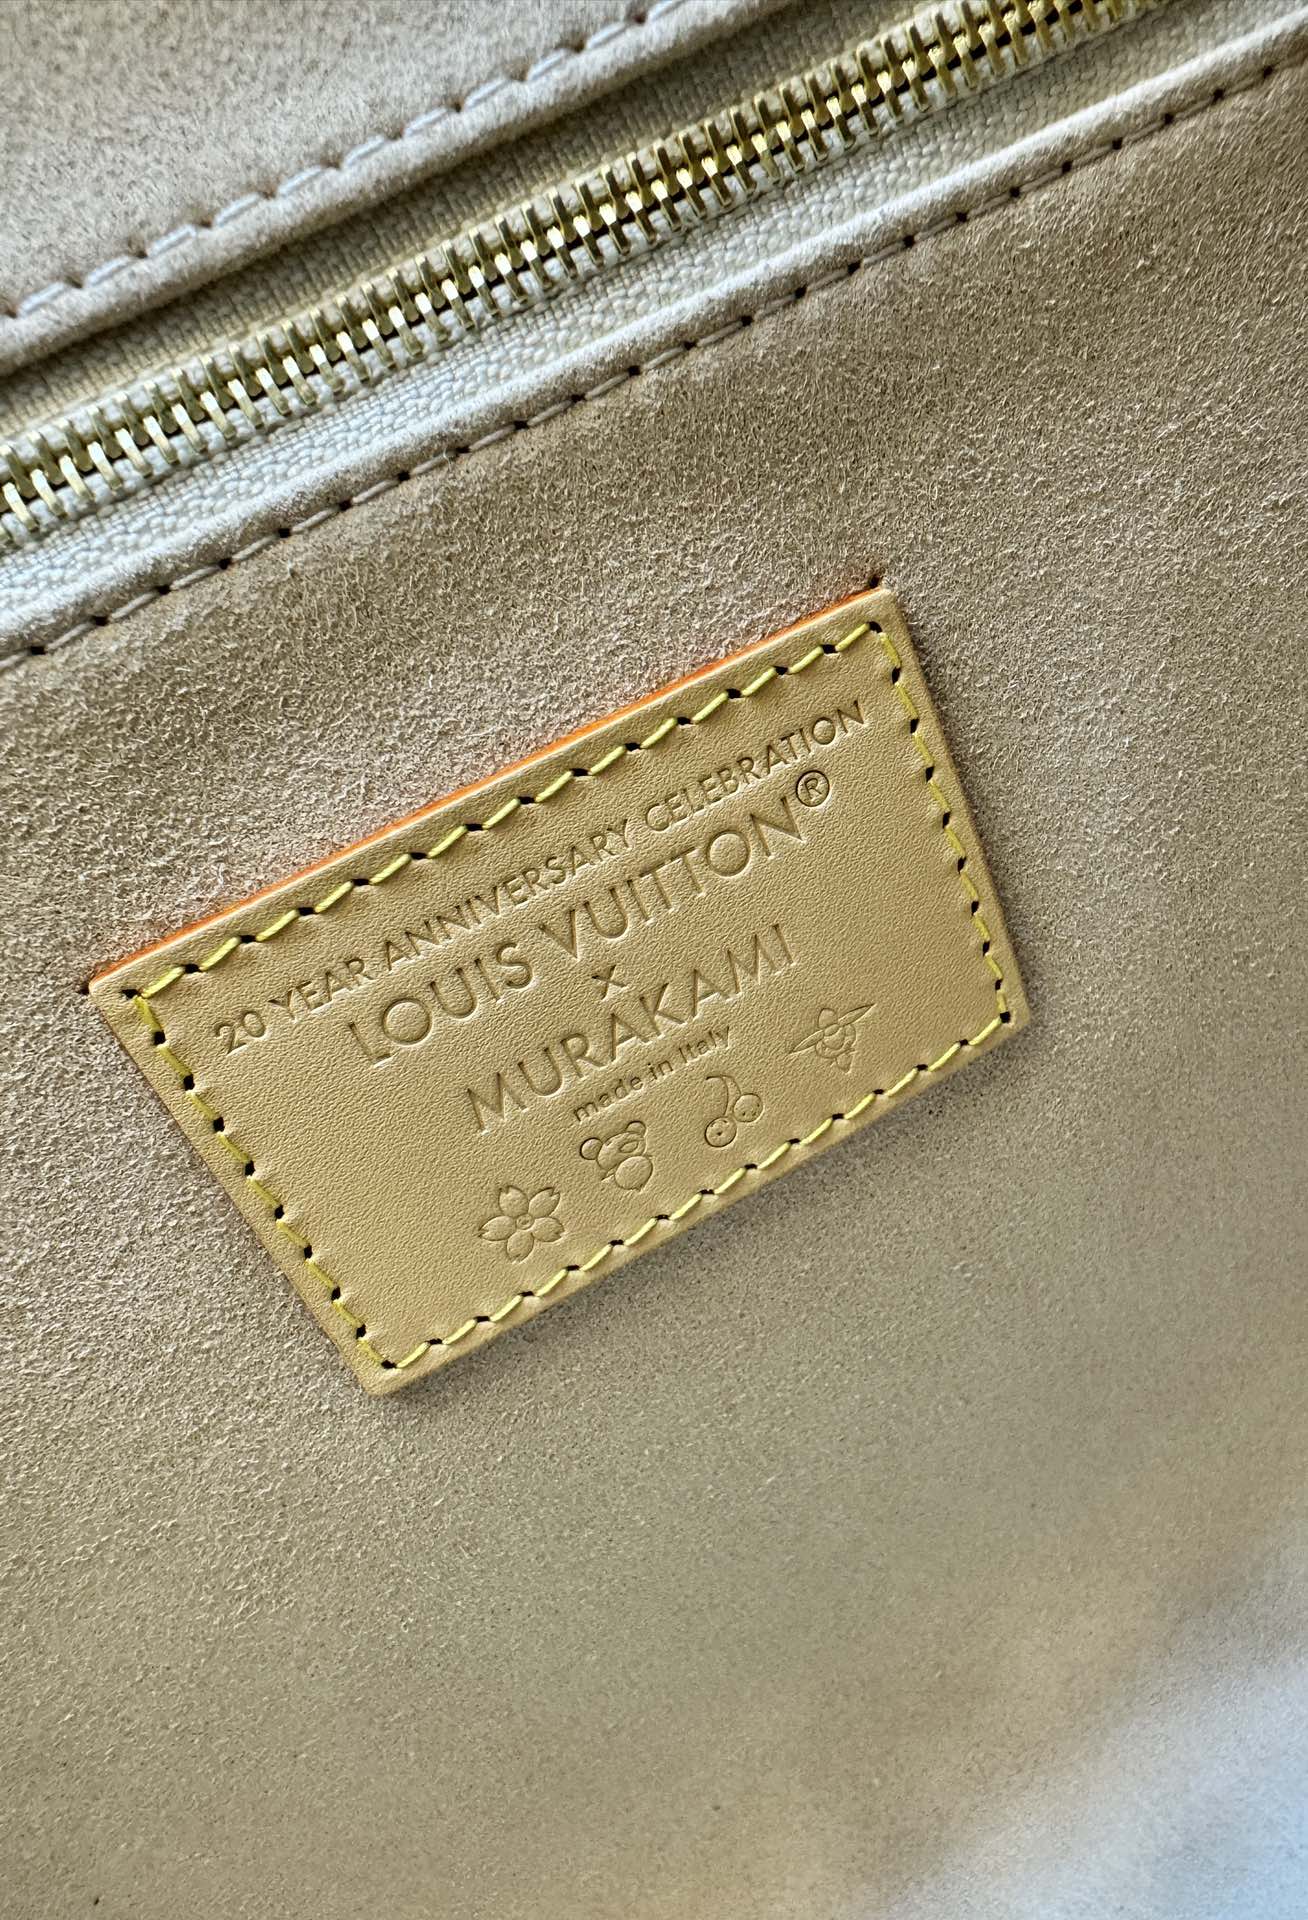 20 YEAR ANNIVERSARY CELEBRATION
LOUIS VUITTON®
x
MURAKAMI
made in Italy